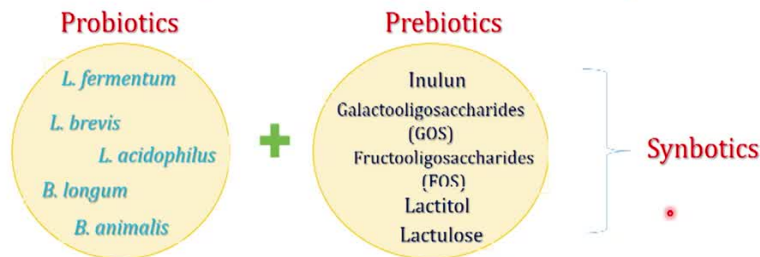 Probiotics
L. fermentum
L. brevis
L. acidophilus
B. longum
B. animalis
Prebiotics
Inulun
Galactooligosaccharides
(GOS)
Fructooligosaccharides
(FOS)
Lactitol
Lactulose
Synbotics